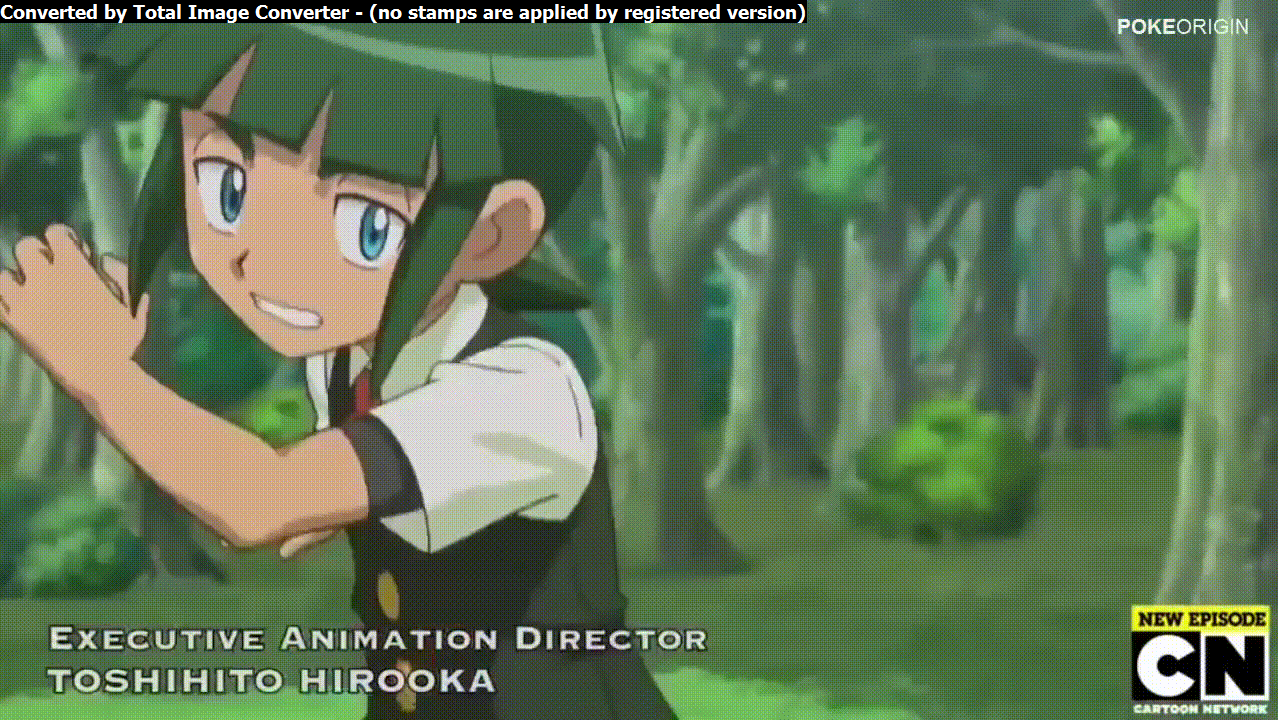 Converted by Total Image Converter - (no stamps are applied by registered version)
POKEORIGIN
EXECUTIVE ANIMATION DIRECTOR
TOSHIHITO HIROOKA
NEW EPISODE
CN
CARTOON NETWORK